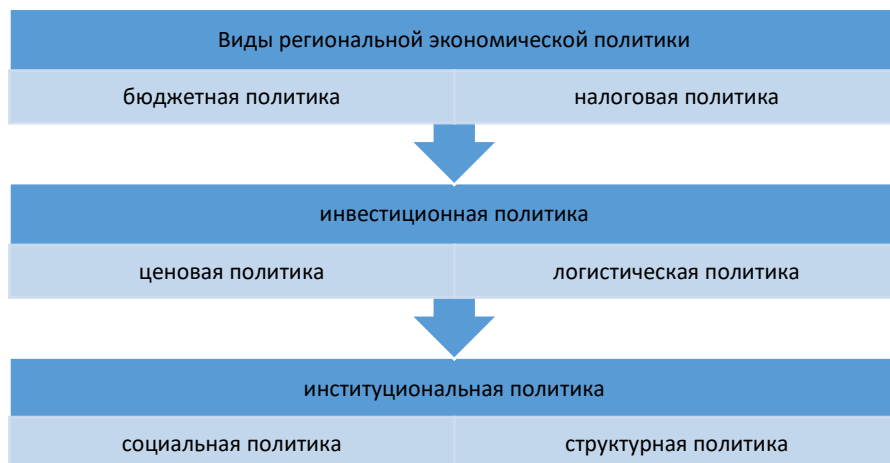 Виды региональной экономической политики
бюджетная политика
налоговая политика
инвестиционная политика
ценовая политика
логистическая политика
институциональная политика
социальная политика
структурная политика